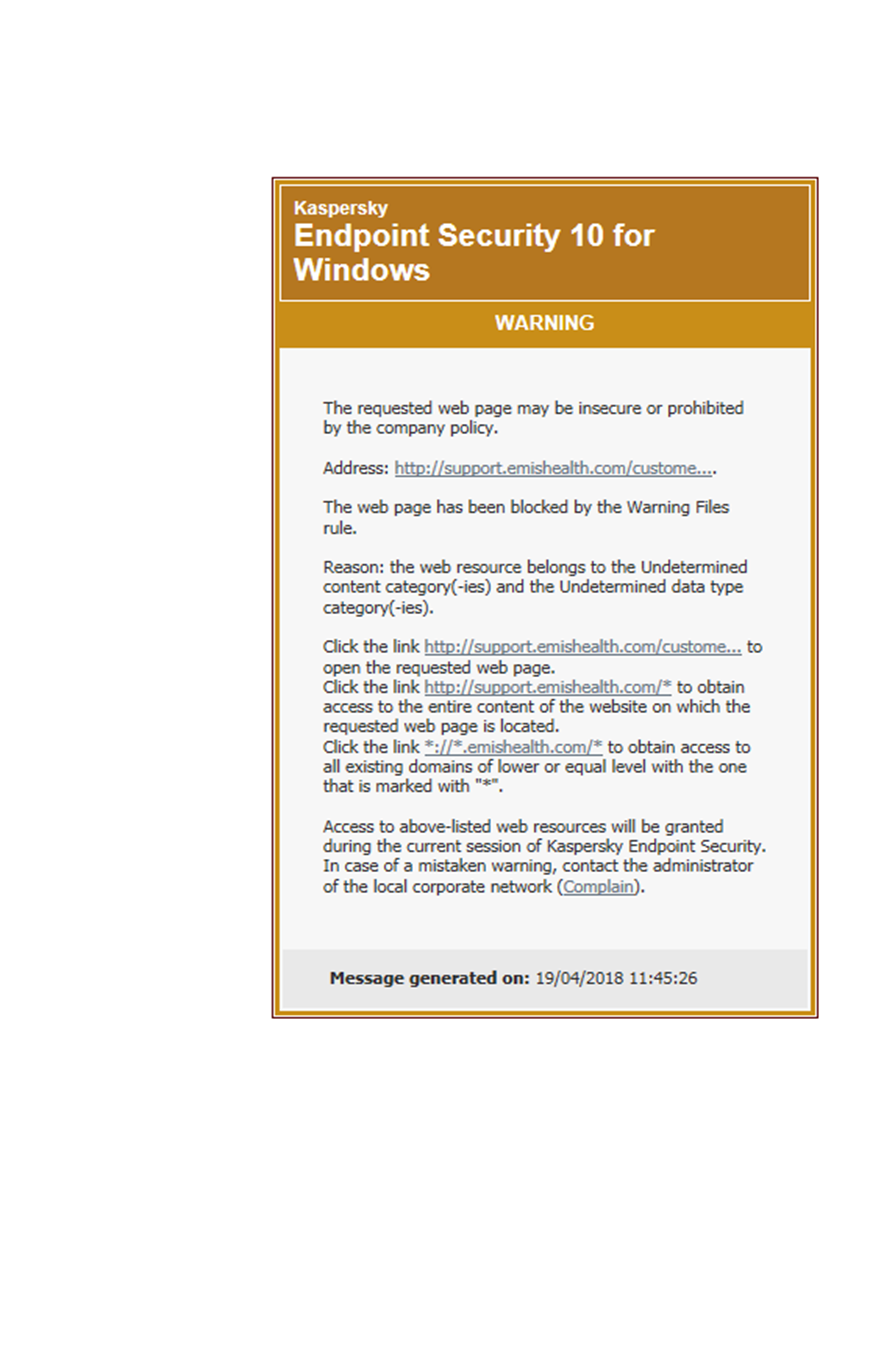 Kaspersky
Endpoint Security 10 for
Windows
WARNING
The requested web page may be insecure or prohibited
by the company policy.
Address: http://support.emishealth.com/custome....
The web page has been blocked by the Warning Files
rule.
Reason: the web resource belongs to the Undetermined
content category(-ies) and the Undetermined data type
category(-ies).
Click the link http://support.emishealth.com/custome... to
open the requested web page.
Click the link http://support.emishealth.com/* to obtain
access to the entire content of the website on which the
requested web page is located.
Click the link *://*.emishealth.com/* to obtain access to
all existing domains of lower or equal level with the one
that is marked with "*".
Access to above-listed web resources will be granted
during the current session of Kaspersky Endpoint Security.
In case of a mistaken warning, contact the administrator
of the local corporate network (Complain).
Message generated on: 19/04/2018 11:45:26